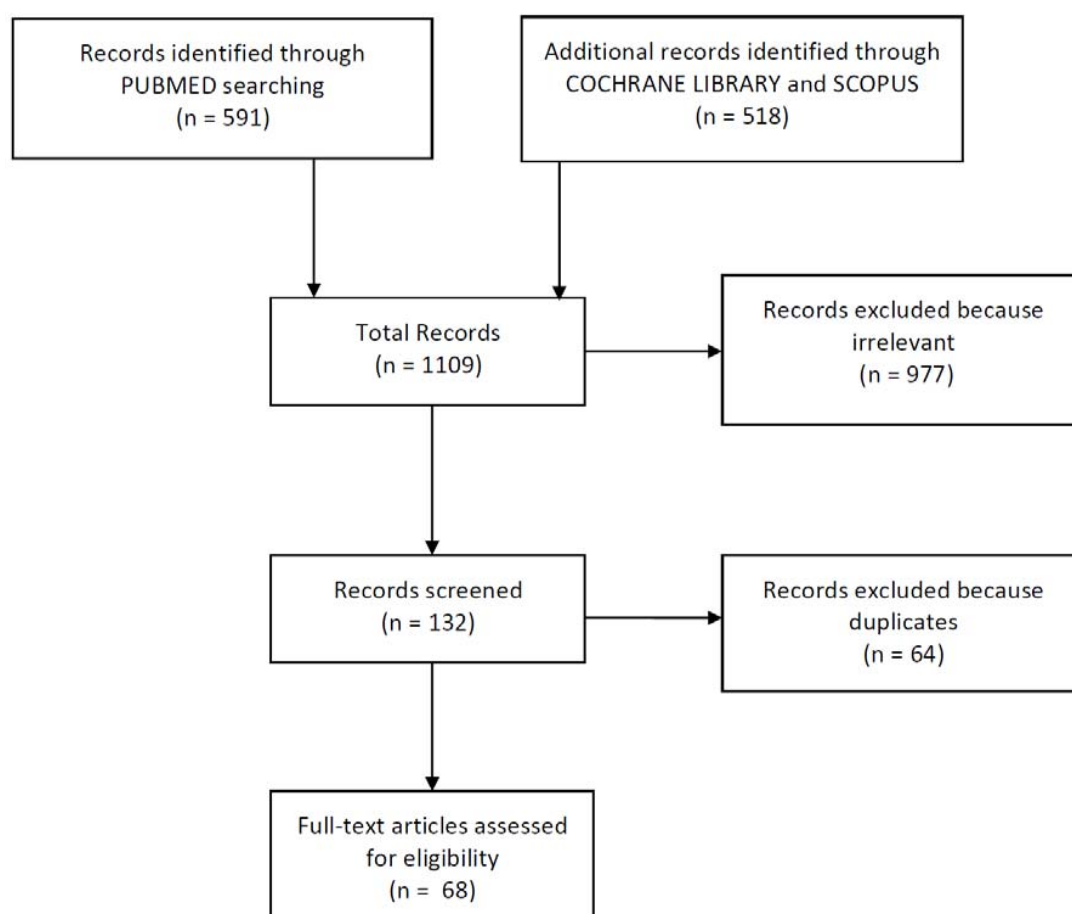 Records identified through
PUBMED searching
(n = 591)
Additional records identified through
COCHRANE LIBRARY and SCOPUS
(n = 518)
Total Records
(n = 1109)
Records excluded because
irrelevant
(n = 977)
Records screened
(n = 132)
Records excluded because
duplicates
(n = 64)
Full-text articles assessed
for eligibility
(n = 68)